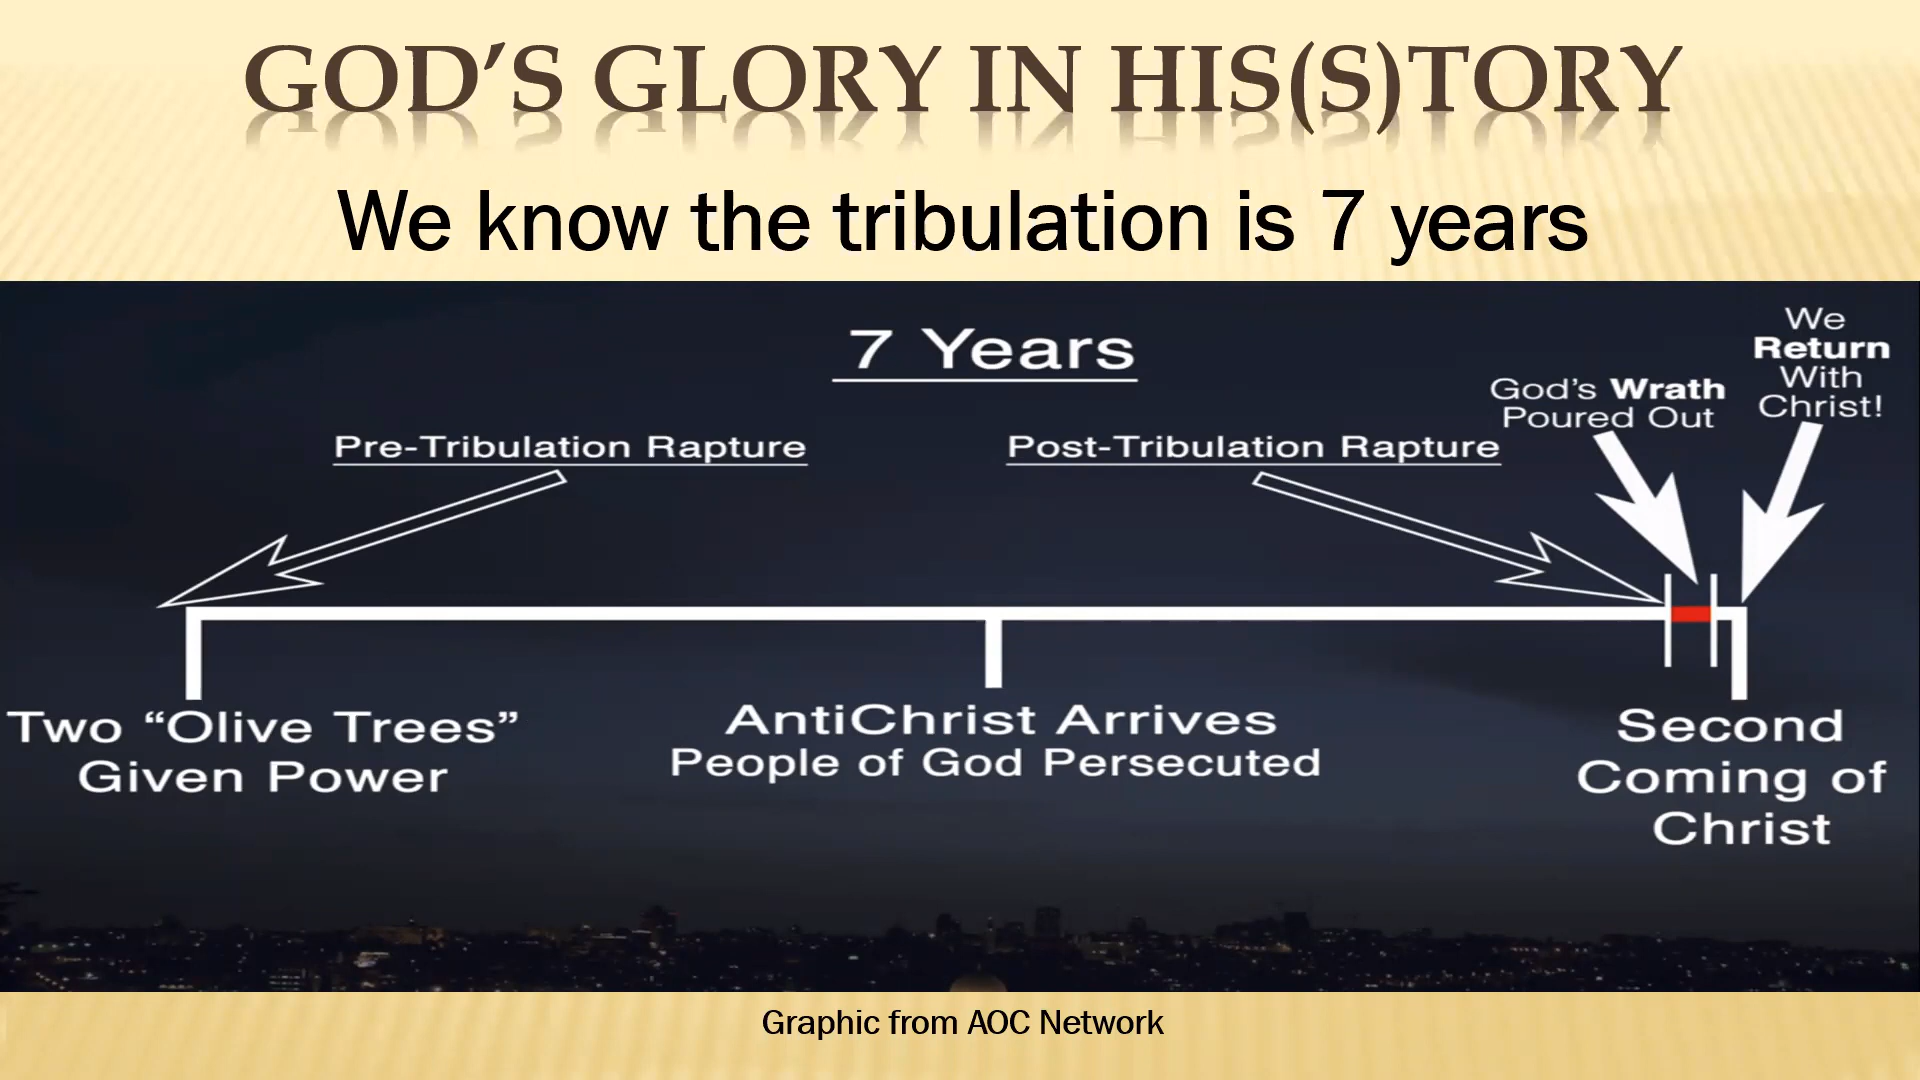 GOD’S GLORY IN HIS(S)TORY
We know the tribulation is 7 years
7 Years
We
Return
With
Christ!
God’s Wrath
Poured Out
Pre-Tribulation Rapture
Post-Tribulation Rapture
Two “Olive Trees”
Given Power
AntiChrist Arrives
People of God Persecuted
Second
Coming of
Christ
Graphic from AOC Network